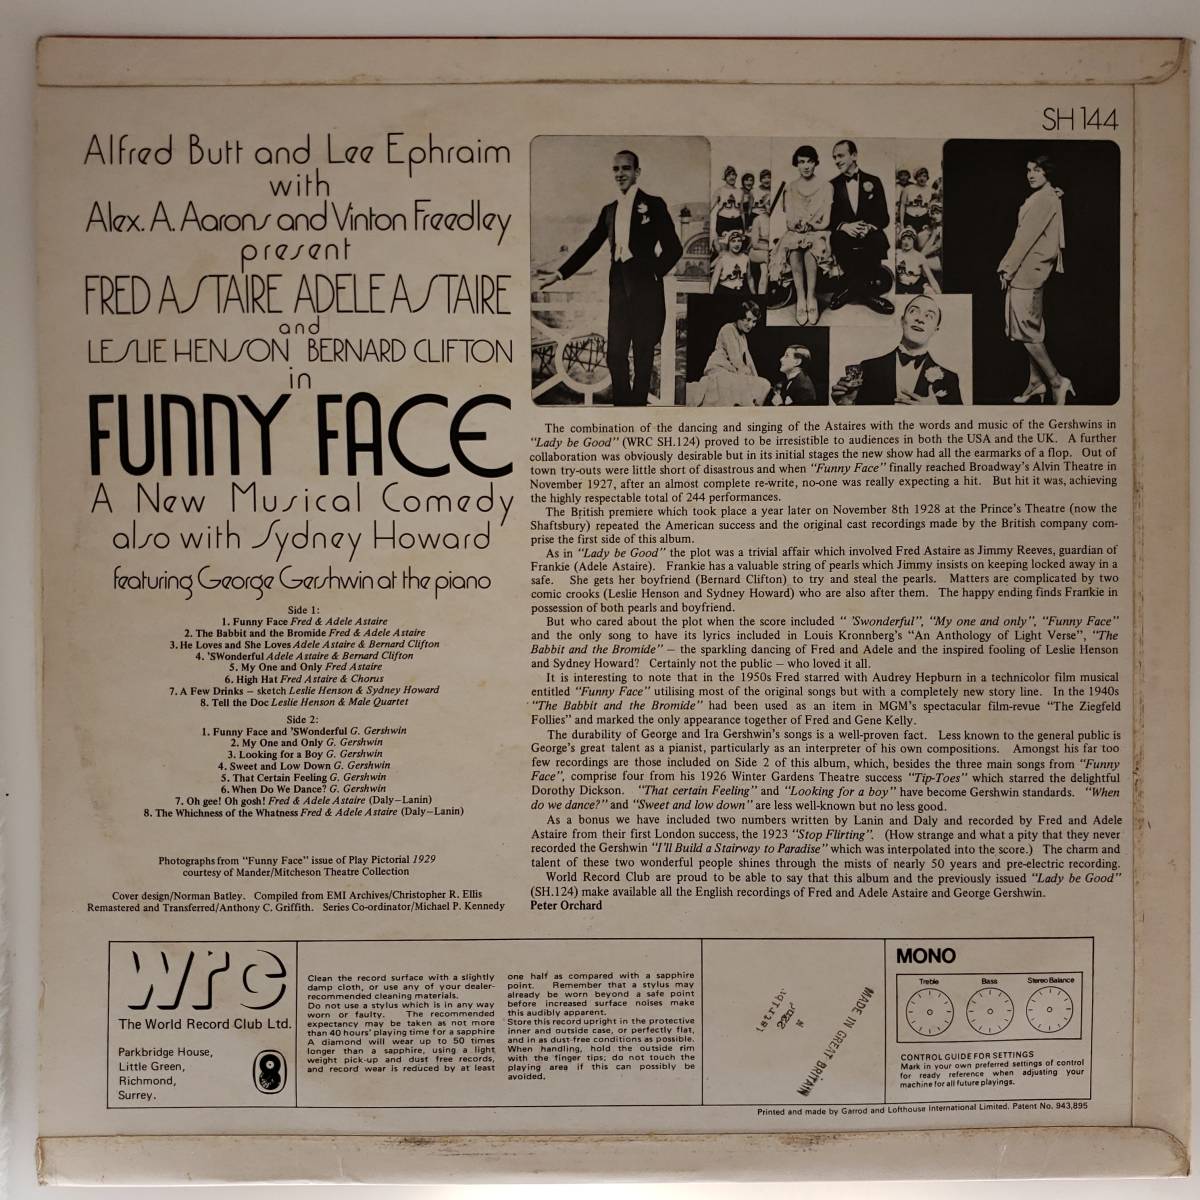 SH 144
Alfred Butt and Lee Ephraim
with
Alex. A. Aarons and Vinton Freedley
present
FRED ASTAIRE ADELE ASTAIRE
and
LESLIE HENSON BERNARD CLIFTON
in
FUNNY FACE
A New Musical Comedy
also with Sydney Howard
featuring George Gershwin at the piano
Side 1:
1. Funny Face Fred & Adele Astaire
2. The Babbit and the Bromide Fred & Adele Astaire
3. He Loves and She Loves Adele Astaire & Bernard Clifton
4. 'SWonderful Adele Astaire & Bernard Clifton
5. My One and Only Fred Astaire
6. High Hat Fred Astaire & Chorus
7. A Few Drinks – sketch Leslie Henson & Sydney Howard
8. Tell the Doc Leslie Henson & Male Quartet
Side 2:
1. Funny Face and 'SWonderful G. Gershwin
2. My One and Only G. Gershwin
3. Looking for a Boy G. Gershwin
4. Sweet and Low Down G. Gershwin
5. That Certain Feeling G. Gershwin
6. When Do We Dance? G. Gershwin
7. Oh gee! Oh gosh! Fred & Adele Astaire (Daly–Lanin)
8. The Whichness of the Whatness Fred & Adele Astaire (Daly–Lanin)
Photographs from "Funny Face" issue of Play Pictorial 1929
courtesy of Mander/Mitcheson Theatre Collection
Cover design/Norman Batley. Compiled from EMI Archives/Christopher R. Ellis
Remastered and Transferred/Anthony C. Griffith. Series Co-ordinator/Michael P. Kennedy
The combination of the dancing and singing of the Astaires with the words and music of the Gershwins in
"Lady be Good" (WRC SH.124) proved to be irresistible to audiences in both the USA and the UK. A further
collaboration was obviously desirable but in its initial stages the new show had all the earmarks of a flop. Out of
town try-outs were little short of disastrous and when "Funny Face" finally reached Broadway's Alvin Theatre in
November 1927, after an almost complete re-write, no-one was really expecting a hit. But hit it was, achieving
the highly respectable total of 244 performances.
The British premiere which took place a year later on November 8th 1928 at the Prince's Theatre (now the
Shaftsbury) repeated the American success and the original cast recordings made by the British company com-
prise the first side of this album.
As in "Lady be Good" the plot was a trivial affair which involved Fred Astaire as Jimmy Reeves, guardian of
Frankie (Adele Astaire). Frankie has a valuable string of pearls which Jimmy insists on keeping locked away in a
safe. She gets her boyfriend (Bernard Clifton) to try and steal the pearls. Matters are complicated by two
comic crooks (Leslie Henson and Sydney Howard) who are also after them. The happy ending finds Frankie in
possession of both pearls and boyfriend.
But who cared about the plot when the score included " 'Swonderful", "My one and only", "Funny Face"
and the only song to have its lyrics included in Louis Kronnberg's "An Anthology of Light Verse", "The
Babbit and the Bromide" – the sparkling dancing of Fred and Adele and the inspired fooling of Leslie Henson
and Sydney Howard? Certainly not the public – who loved it all.
It is interesting to note that in the 1950s Fred starred with Audrey Hepburn in a technicolor film musical
entitled "Funny Face" utilising most of the original songs but with a completely new story line. In the 1940s
"The Babbit and the Bromide" had been used as an item in MGM's spectacular film-revue "The Ziegfeld
Follies" and marked the only appearance together of Fred and Gene Kelly.
The durability of George and Ira Gershwin's songs is a well-proven fact. Less known to the general public is
George's great talent as a pianist, particularly as an interpreter of his own compositions. Amongst his far too
few recordings are those included on Side 2 of this album, which, besides the three main songs from "Funny
Face", comprise four from his 1926 Winter Gardens Theatre success "Tip-Toes" which starred the delightful
Dorothy Dickson. "That certain Feeling" and "Looking for a boy" have become Gershwin standards. "When
do we dance?" and "Sweet and low down" are less well-known but no less good.
As a bonus we have included two numbers written by Lanin and Daly and recorded by Fred and Adele
Astaire from their first London success, the 1923 "Stop Flirting". (How strange and what a pity that they never
recorded the Gershwin "I'll Build a Stairway to Paradise" which was interpolated into the score.) The charm and
talent of these two wonderful people shines through the mists of nearly 50 years and pre-electric recording.
World Record Club are proud to be able to say that this album and the previously issued "Lady be Good"
(SH.124) make available all the English recordings of Fred and Adele Astaire and George Gershwin.
Peter Orchard
WRC
The World Record Club Ltd.
Parkbridge House,
Little Green,
Richmond,
Surrey.
Clean the record surface with a slightly
damp cloth, or use any of your dealer-
recommended cleaning materials.
Do not use a stylus which is in any way
worn or faulty. The recommended
expectancy may be taken as not more
than 40 hours' playing time for a sapphire
A diamond will wear up to 50 times
longer than a sapphire, using a light
weight pick-up and dust free records,
and record wear is reduced by at least
one half as compared with a sapphire
point. Remember that a stylus may
already be worn beyond a safe point
before increased surface noises make
this audibly apparent.
Store this record upright in the protective
inner and outside case, or perfectly flat,
and in as dust-free conditions as possible.
When handling, hold the outside rim
with the finger tips; do not touch the
playing area if this can possibly be
avoided.
MADE IN GREAT BRITAIN
MONO
Treble Bass Stereo Balance
CONTROL GUIDE FOR SETTINGS
Mark in your own preferred settings of control
for ready reference when adjusting your
machine for all future playings.
Printed and made by Garrod and Lofthouse International Limited. Patent No. 943,895